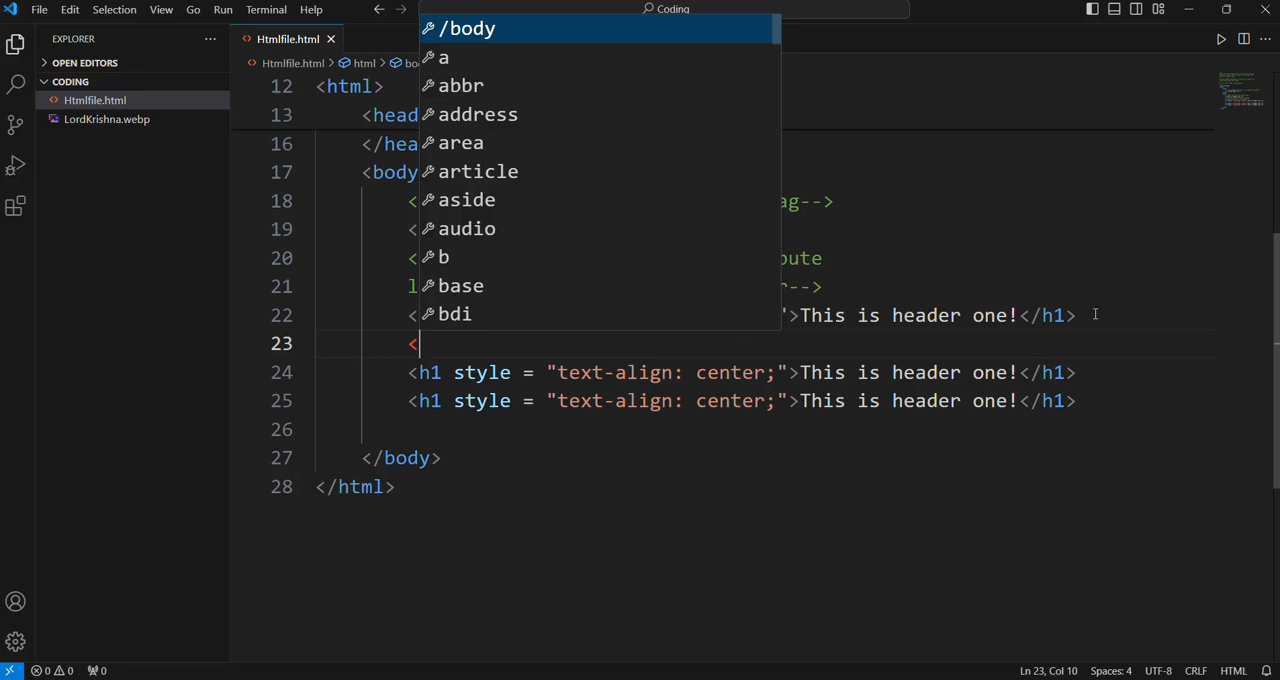 File Edit Selection View Go Run Terminal Help Coding
EXPLORER
OPEN EDITORS
CODING
Htmlfile.html
LordKrishna.webp
Htmlfile.html
Htmlfile.html > html >
12 <html>
13 <head
16 </hea
17 <body
18 < ag-->
19 <
20 < bute
21 l r-->
22 < ">This is header one!</h1>
23 <
24 <h1 style = "text-align: center;">This is header one!</h1>
25 <h1 style = "text-align: center;">This is header one!</h1>
26
27 </body>
28 </html>
/body
a
abbr
address
area
article
aside
audio
b
base
bdi
0 0 0 Ln 23, Col 10 Spaces: 4 UTF-8 CRLF HTML